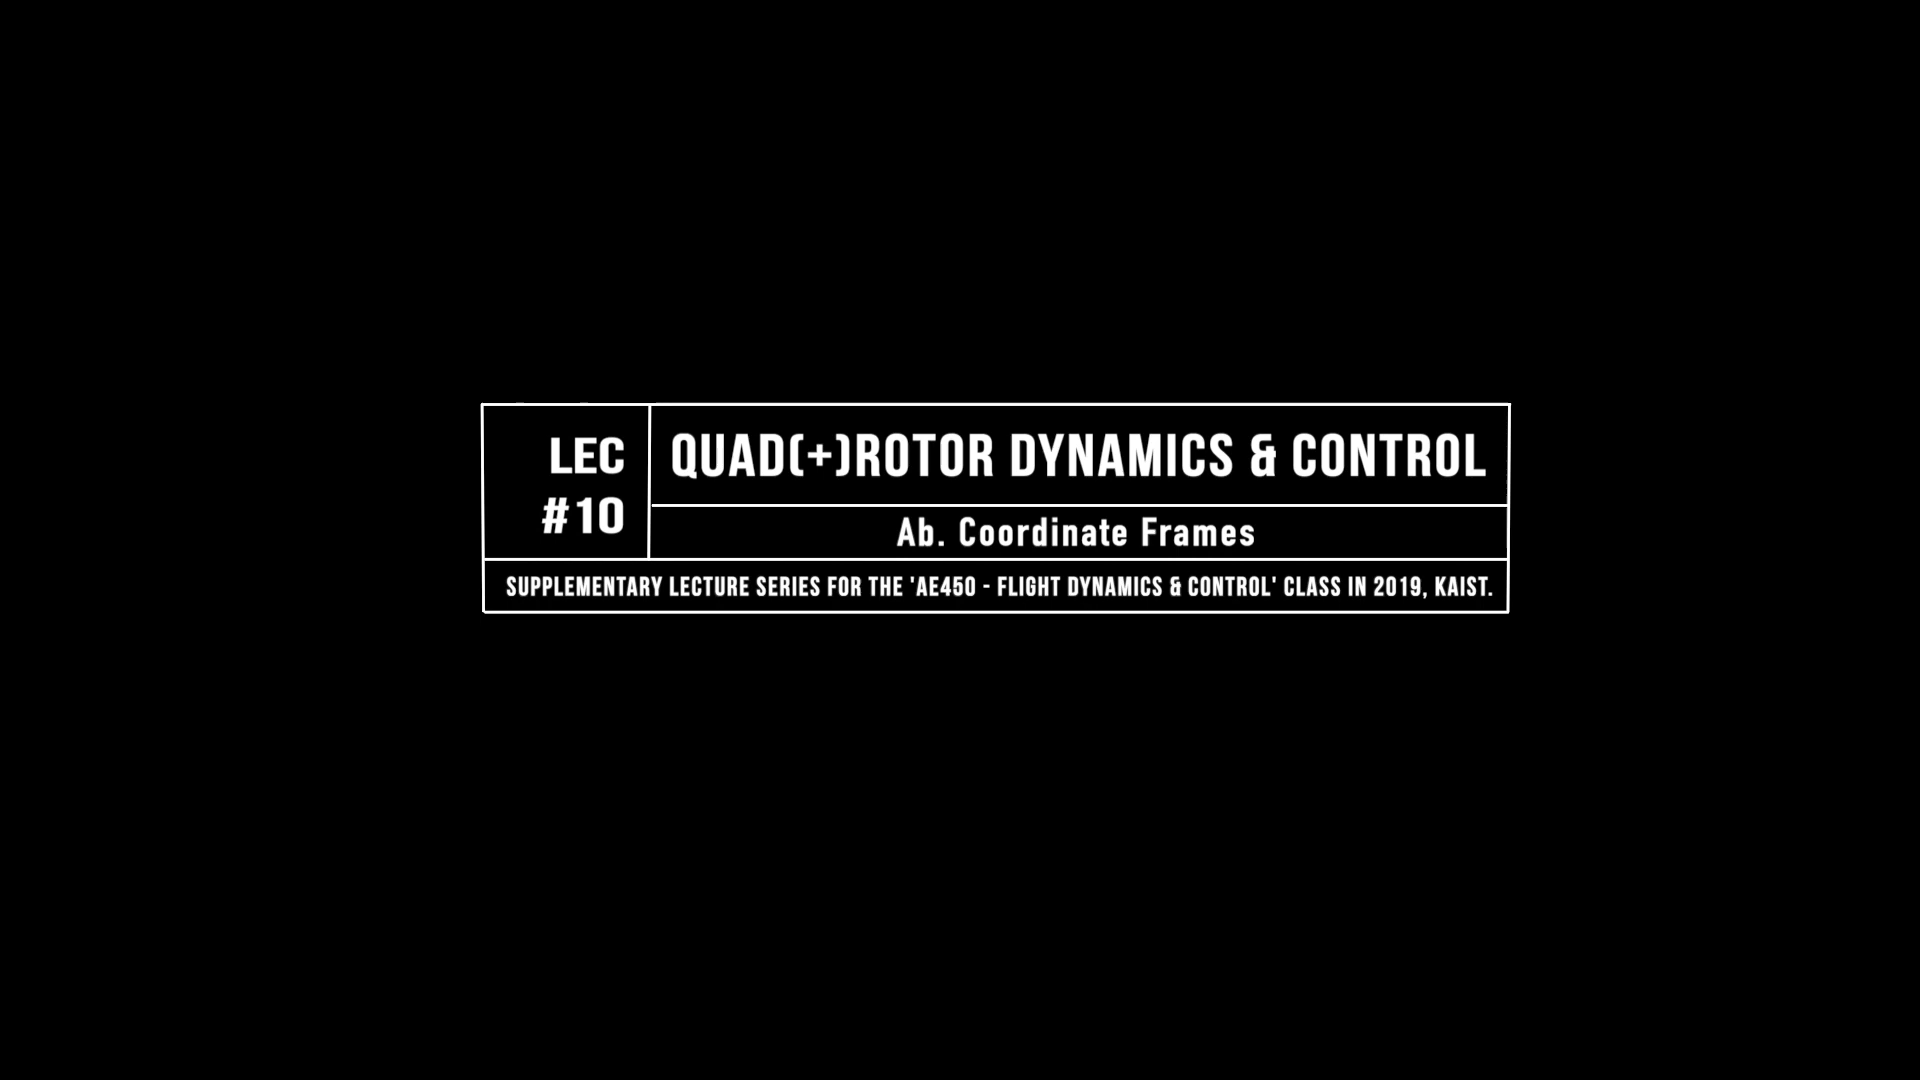 LEC
#10
QUAD(+)ROTOR DYNAMICS & CONTROL
Ab. Coordinate Frames
SUPPLEMENTARY LECTURE SERIES FOR THE 'AE450 - FLIGHT DYNAMICS & CONTROL' CLASS IN 2019, KAIST.